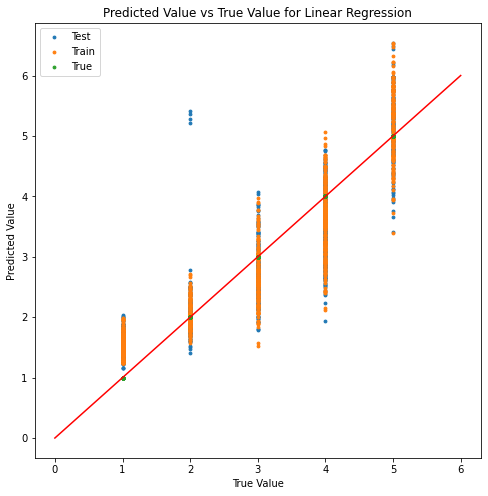 Predicted Value vs True Value for Linear Regression
Test
Train
True
Predicted Value
6
5
4
3
2
1
0
0 1 2 3 4 5 6
True Value